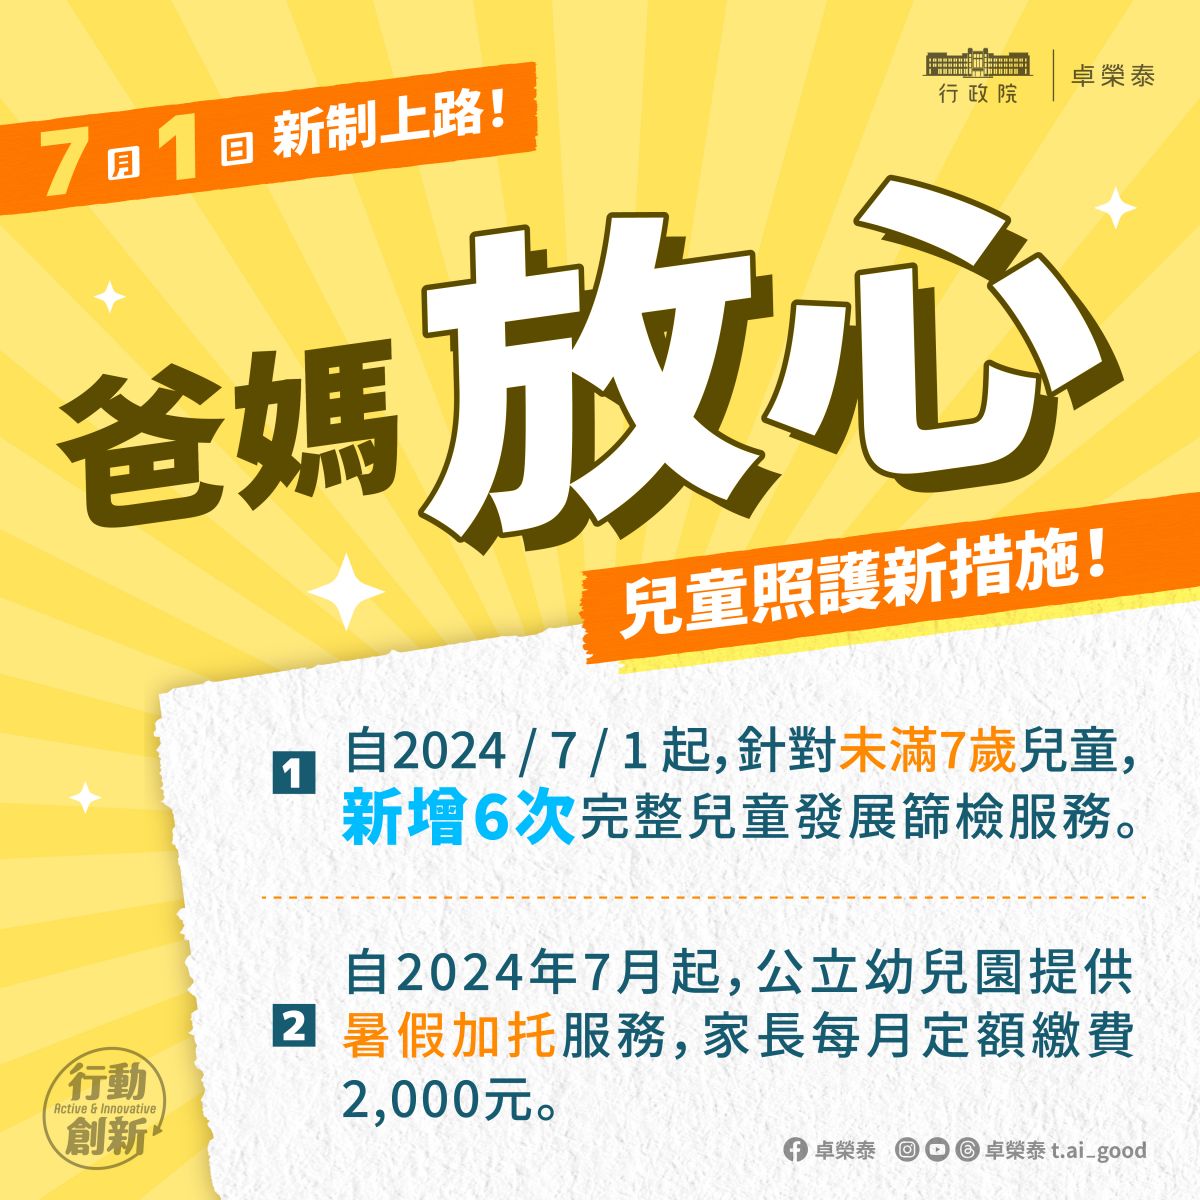 行政院 卓榮泰
7月1日 新制上路!
爸媽放心
兒童照護新措施!
1
自2024 / 7 / 1 起,針對未滿7歲兒童,
新增6次完整兒童發展篩檢服務。
2
自2024年7月起,公立幼兒園提供
暑假加托服務,家長每月定額繳費
2,000元。
行動
Active & Innovative
創新
卓榮泰 卓榮泰 t.ai_good